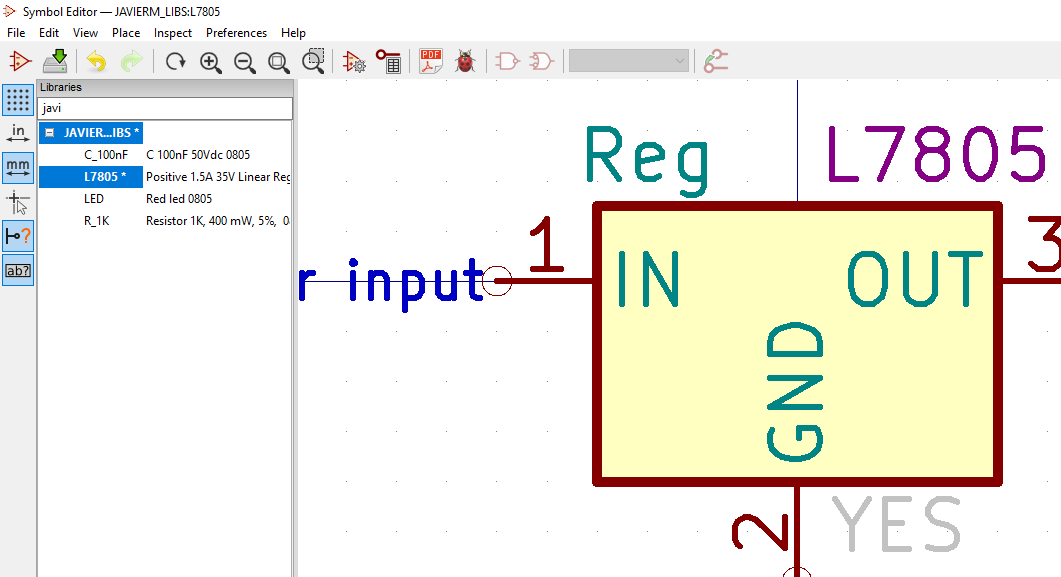 Symbol Editor — JAVIERM_LIBS:L7805
File Edit View Place Inspect Preferences Help
PDF
Libraries
javi
in
mm
ab?
JAVIER...IBS *
C_100nF C 100nF 50Vdc 0805
L7805 * Positive 1.5A 35V Linear Reg
LED Red led 0805
R_1K Resistor 1K, 400 mW, 5%, 0
Reg L7805
1 3
r input IN OUT
GND
2 YES